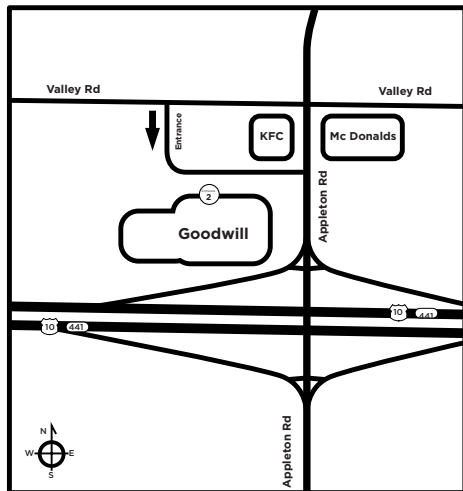 Valley Rd
Valley Rd
Entrance
KFC
Mc Donalds
Appleton Rd
2
Goodwill
10
441
10
441
Appleton Rd
N
W
E
S